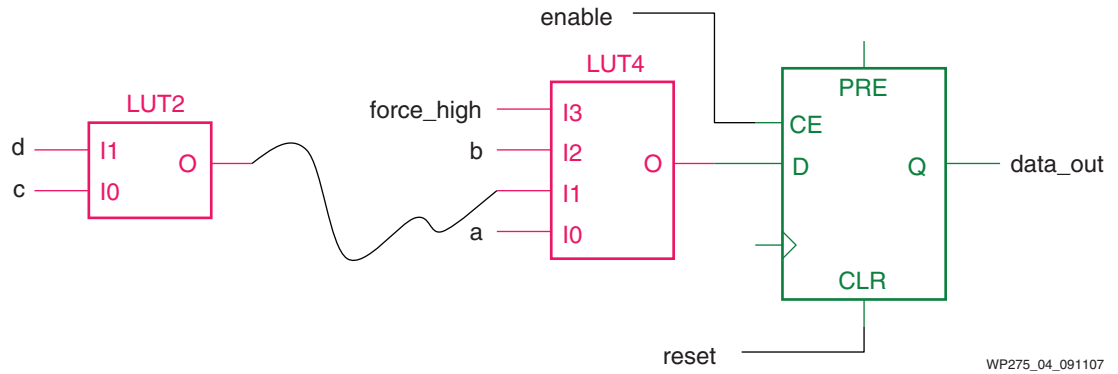 enable
LUT4
PRE
LUT2
force_high
I3
CE
d
I1
b
I2
O
O
D
Q
data_out
c
I0
I1
a
I0
CLR
reset
WP275_04_091107